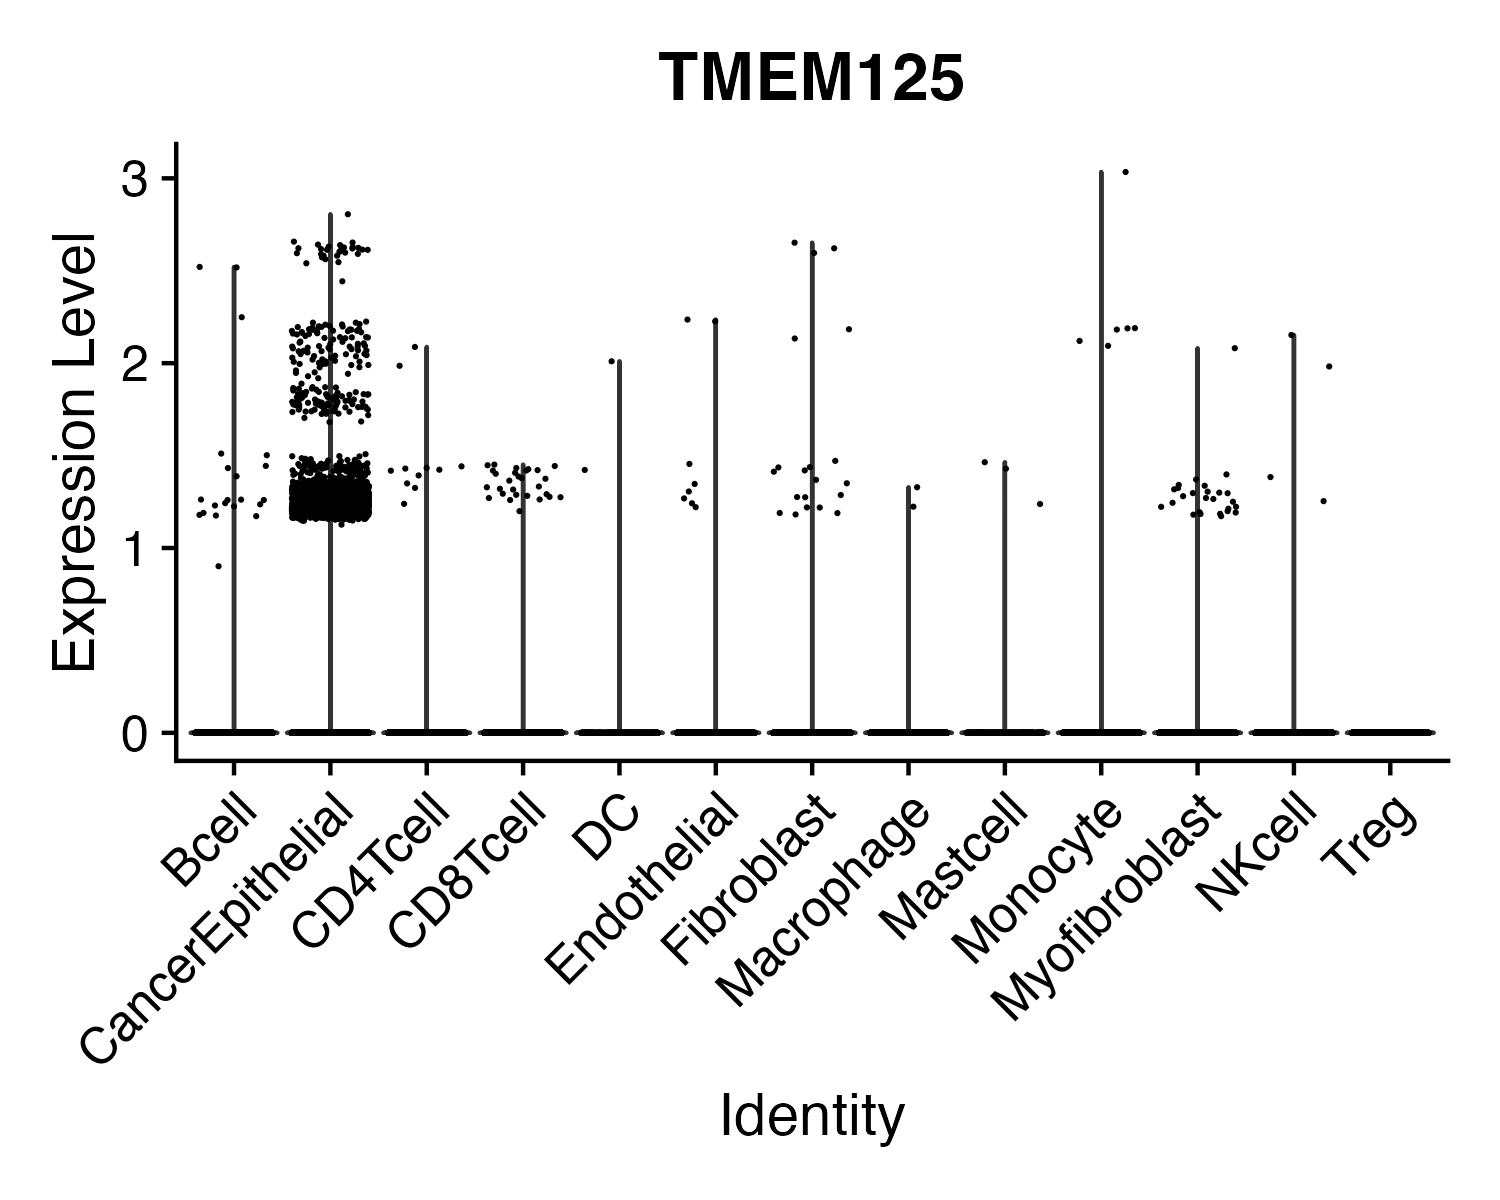 TMEM125
Expression Level
3
2
1
0
Bcell
CancerEpithelial
CD4Tcell
CD8Tcell
DC
Endothelial
Fibroblast
Macrophage
Mastcell
Monocyte
Myofibroblast
NKcell
Treg
Identity